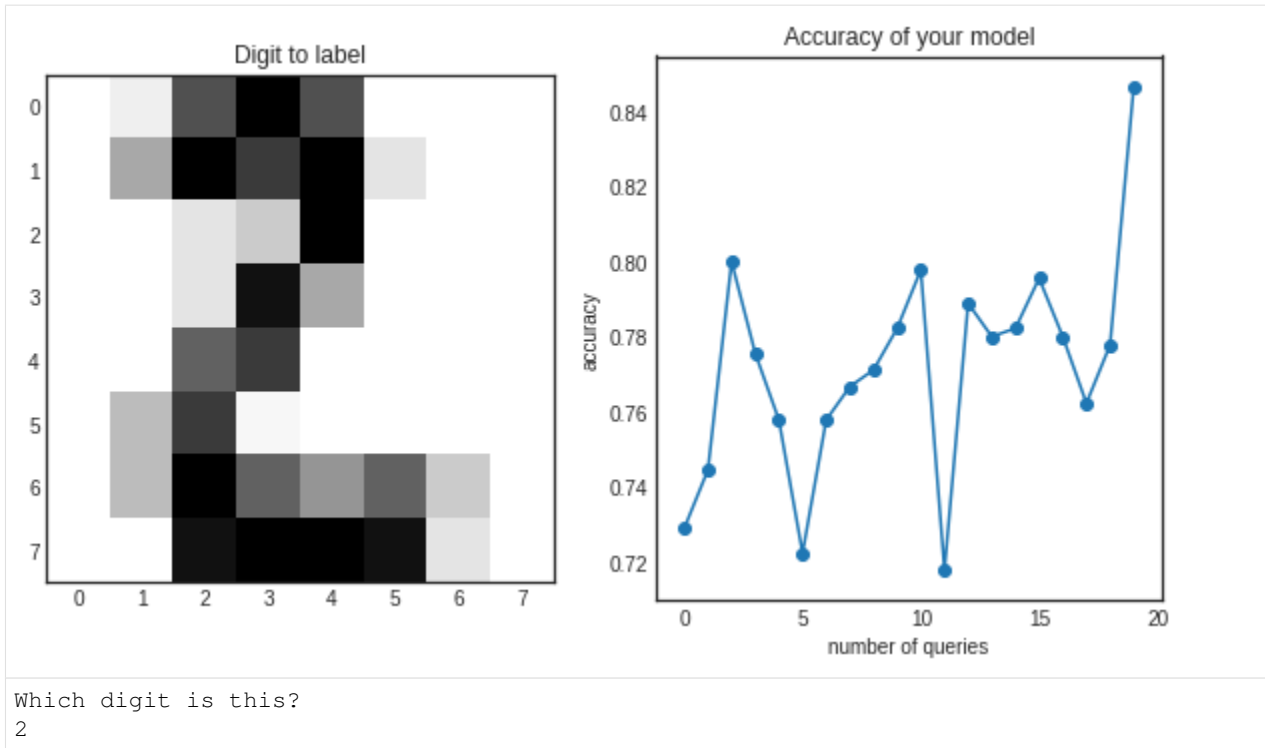 Digit to label
0
1
2
3
4
5
6
7
0 1 2 3 4 5 6 7
Accuracy of your model
accuracy
0.84
0.82
0.80
0.78
0.76
0.74
0.72
0 5 10 15 20
number of queries
Which digit is this?
2